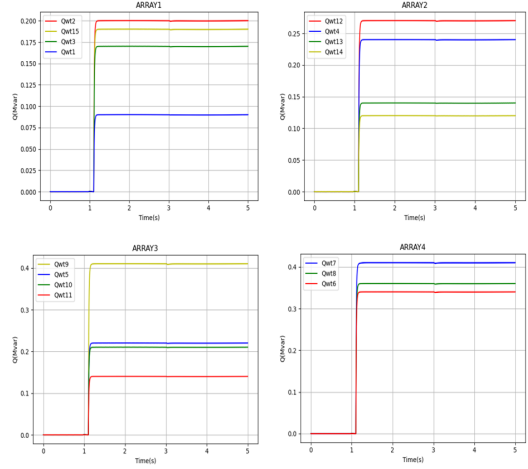 ARRAY1
Qwt2
Qwt15
Qwt3
Qwt1
0.200
0.175
0.150
0.125
0.100
0.075
0.050
0.025
0.000
Q(Mvar)
0 1 2 3 4 5
Time(s)
ARRAY2
Qwt12
Qwt4
Qwt13
Qwt14
0.25
0.20
0.15
0.10
0.05
0.00
Q(Mvar)
0 1 2 3 4 5
Time(s)
ARRAY3
Qwt9
Qwt5
Qwt10
Qwt11
0.4
0.3
0.2
0.1
0.0
Q(Mvar)
0 1 2 3 4 5
Time(s)
ARRAY4
Qwt7
Qwt8
Qwt6
0.4
0.3
0.2
0.1
0.0
Q(Mvar)
0 1 2 3 4 5
Time(s)